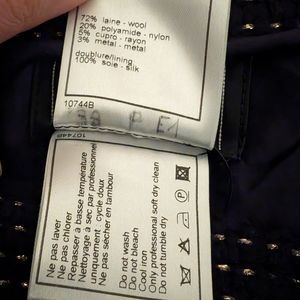 72% laine - wool
20% polyamide - nylon
5% cupro - rayon
3% metal - metal
doublure/lining
100% soie - silk
10744B
10744B
Ne pas laver
Ne pas chlorer
Repasser à basse température
Nettoyage à sec par professionnel
uniquement, cycle doux
Ne pas sécher en tambour
Do not wash
Do not bleach
Cool iron
Only professional soft dry clean
Do not tumble dry